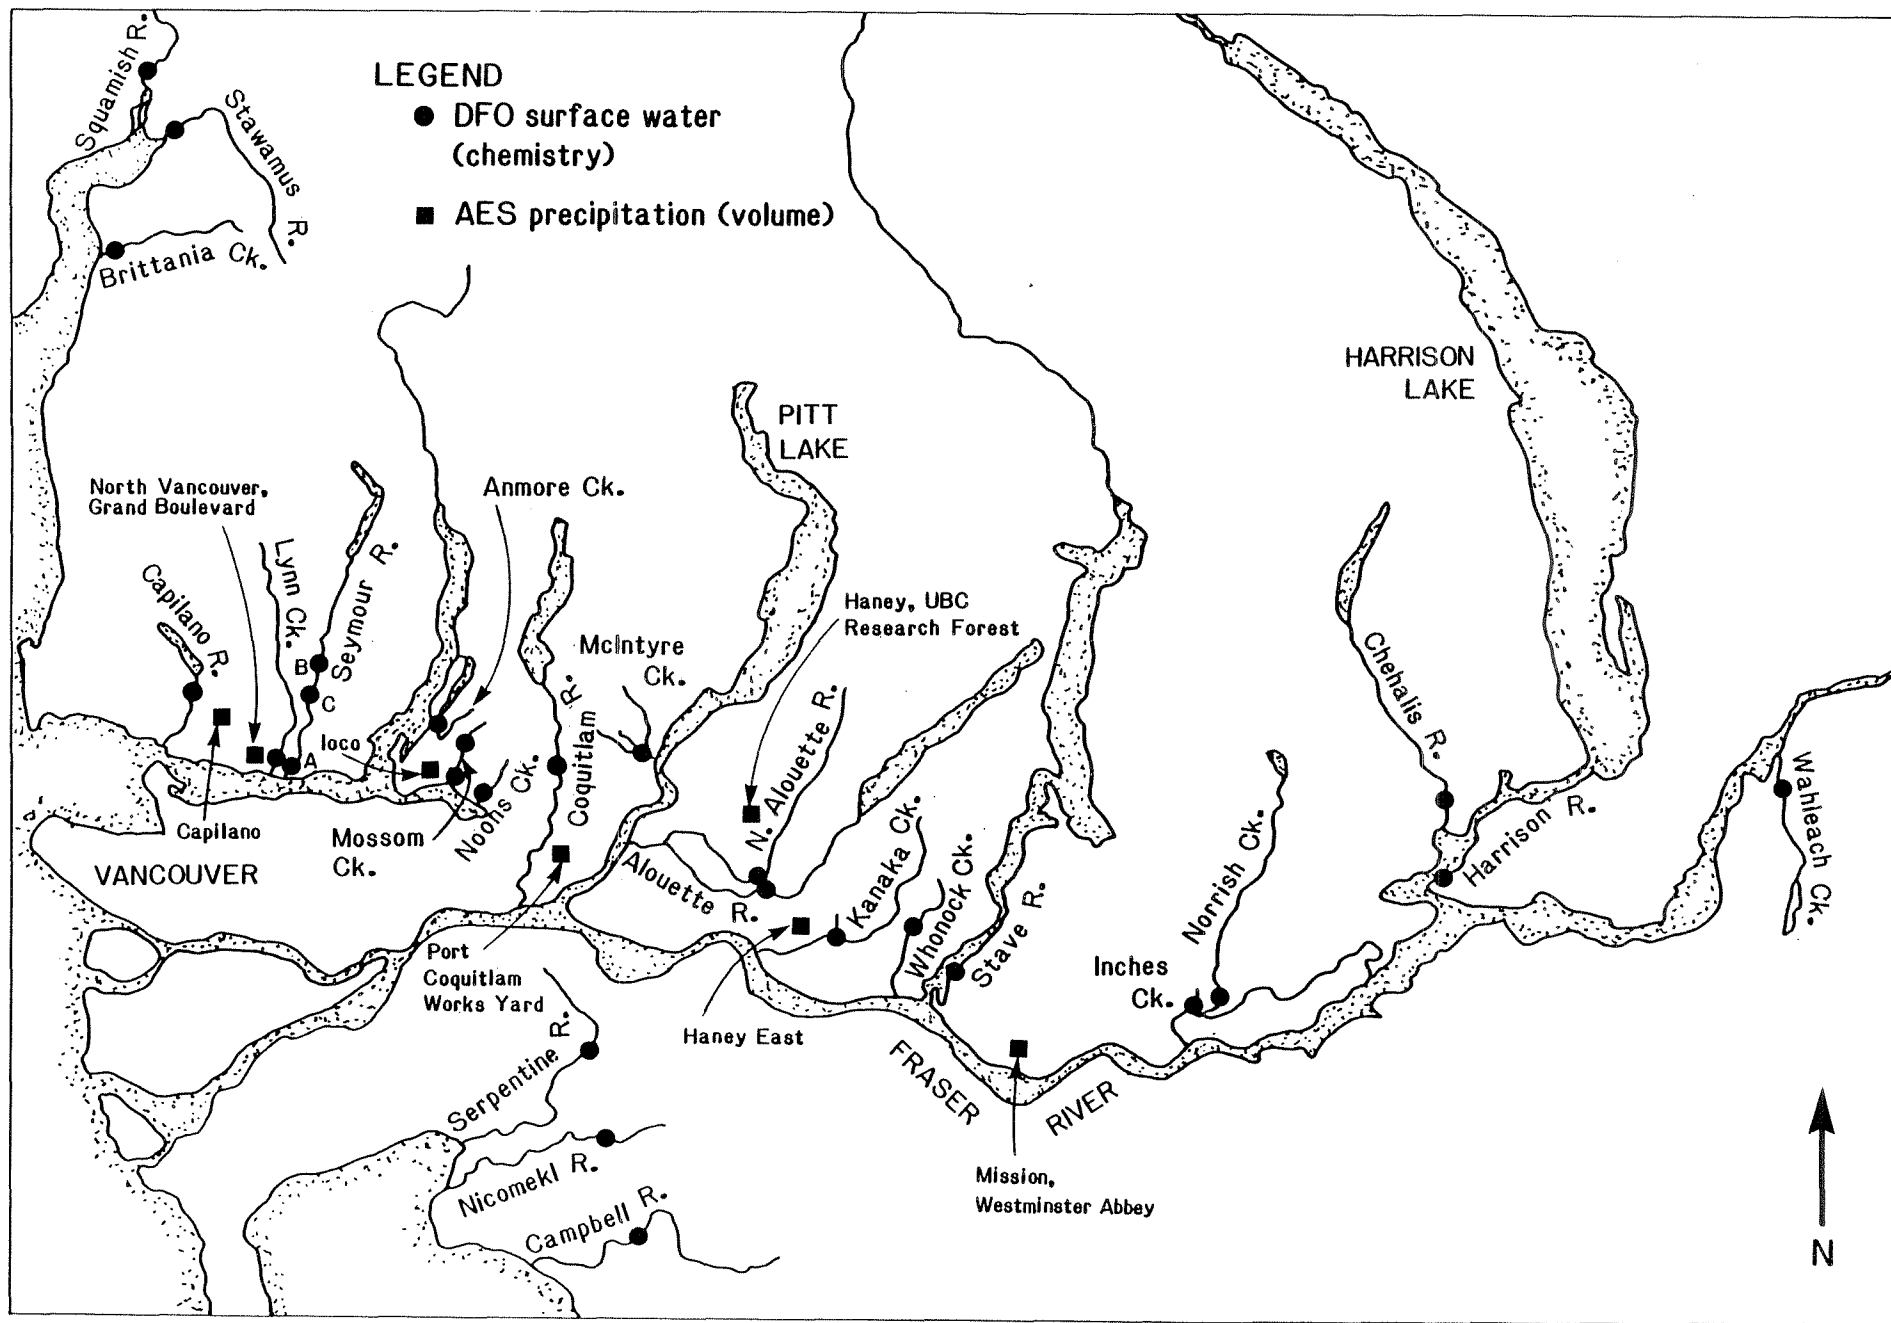 Squamish R.
Stawamus R.
Brittania Ck.
LEGEND
DFO surface water
(chemistry)
AES precipitation (volume)
HARRISON
LAKE
PITT
LAKE
North Vancouver,
Grand Boulevard
Anmore Ck.
Capilano R.
Lynn Ck.
Seymour R.
B
C
A
Ioco
Capilano
Mossom
Ck.
Noons Ck.
Coquitlam R.
McIntyre
Ck.
Haney, UBC
Research Forest
N. Alouette R.
Alouette R.
Kanaka Ck.
Whonock Ck.
Stave R.
Chehalis R.
Harrison R.
Norrish Ck.
Inches
Ck.
Wahleach Ck.
VANCOUVER
Port
Coquitlam
Works Yard
Haney East
FRASER
RIVER
Mission,
Westminster Abbey
Serpentine R.
Nicomekl R.
Campbell R.
N